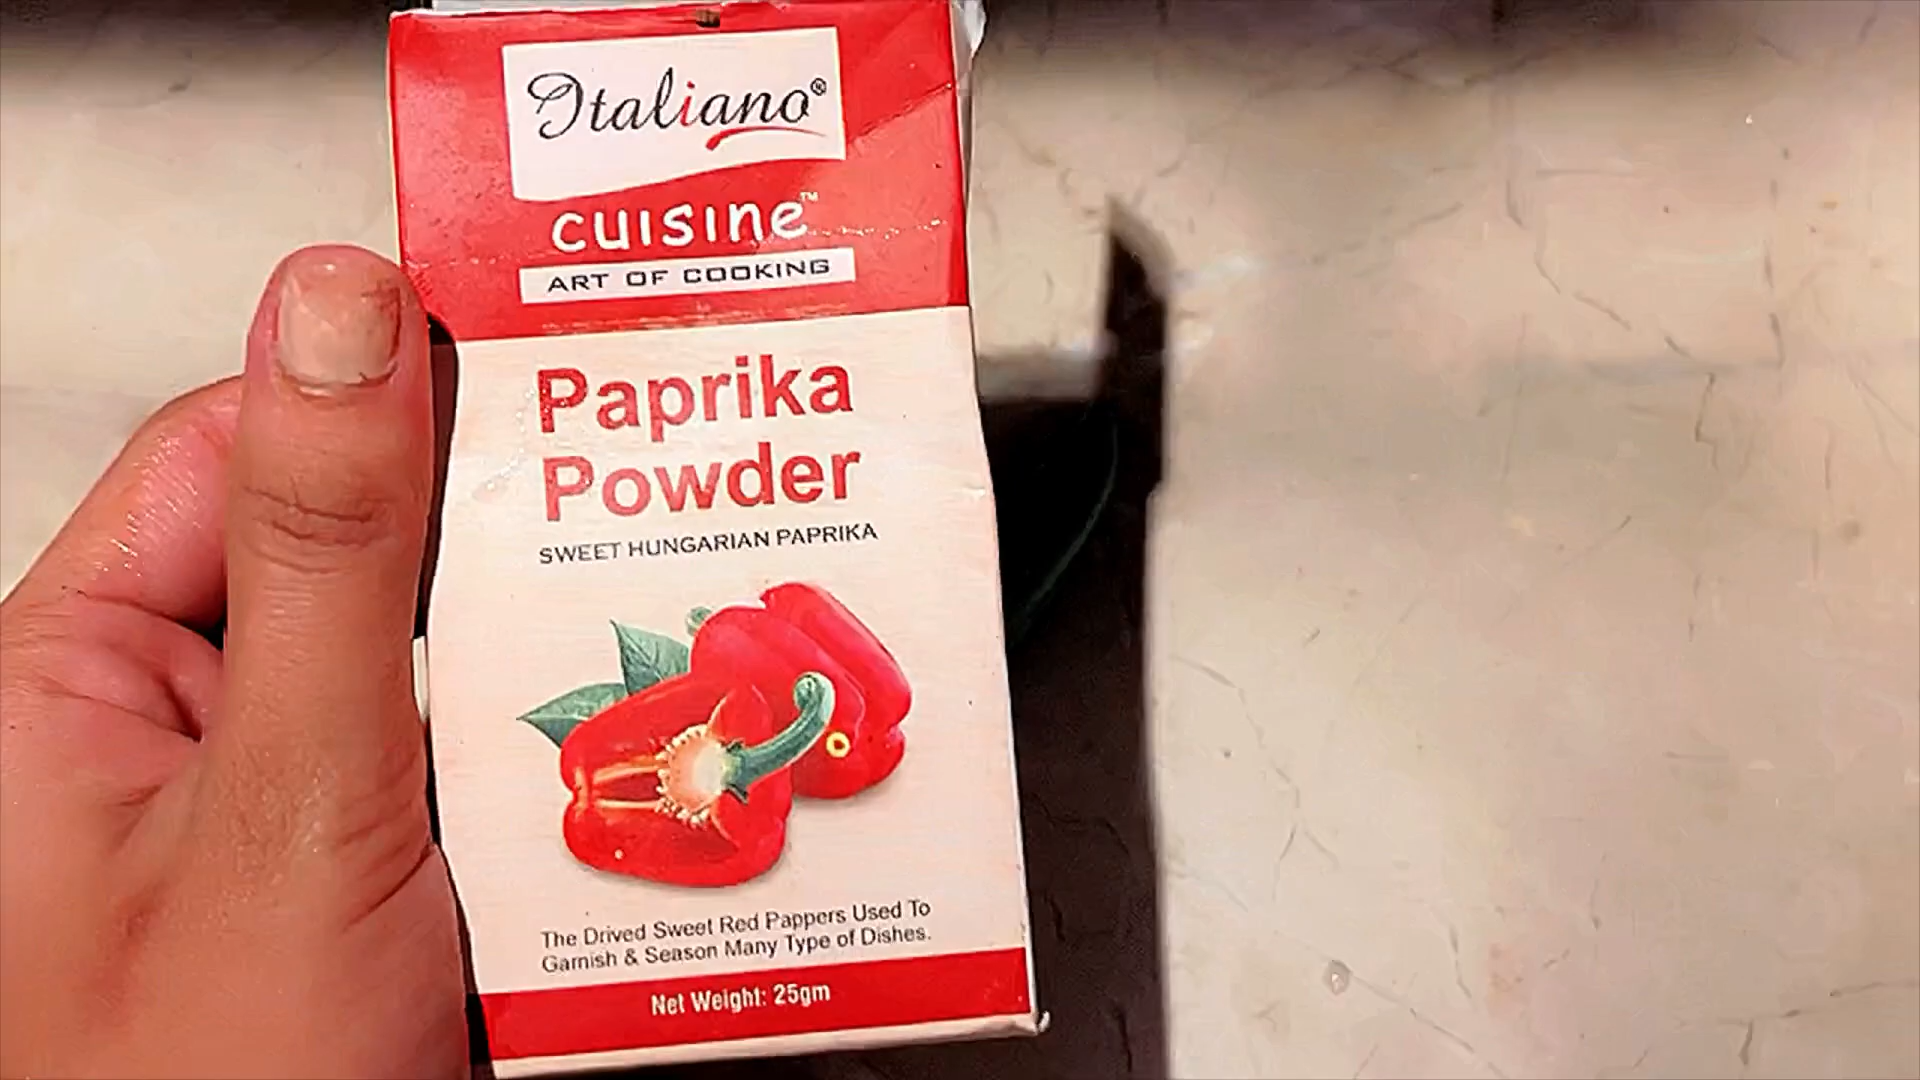 Italiano®
cuisine™
ART OF COOKING
Paprika
Powder
SWEET HUNGARIAN PAPRIKA
The Drived Sweet Red Pappers Used To
Garnish & Season Many Type of Dishes.
Net Weight: 25gm